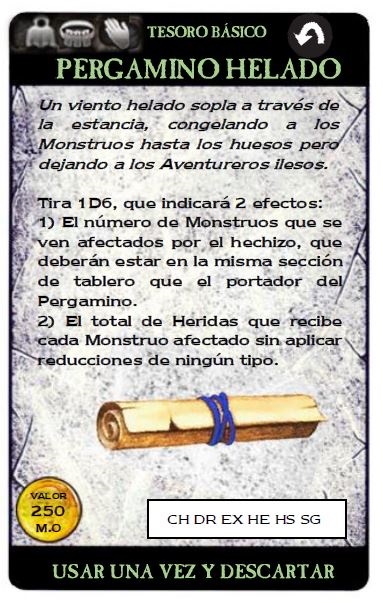 TESORO BÁSICO
PERGAMINO HELADO
Un viento helado sopla a través de
la estancia, congelando a los
Monstruos hasta los huesos pero
dejando a los Aventureros ilesos.
Tira 1D6, que indicará 2 efectos:
1) El número de Monstruos que se
ven afectados por el hechizo, que
deberán estar en la misma sección
de tablero que el portador del
Pergamino.
2) El total de Heridas que recibe
cada Monstruo afectado sin aplicar
reducciones de ningún tipo.
VALOR
250
M.O
CH DR EX HE HS SG
USAR UNA VEZ Y DESCARTAR